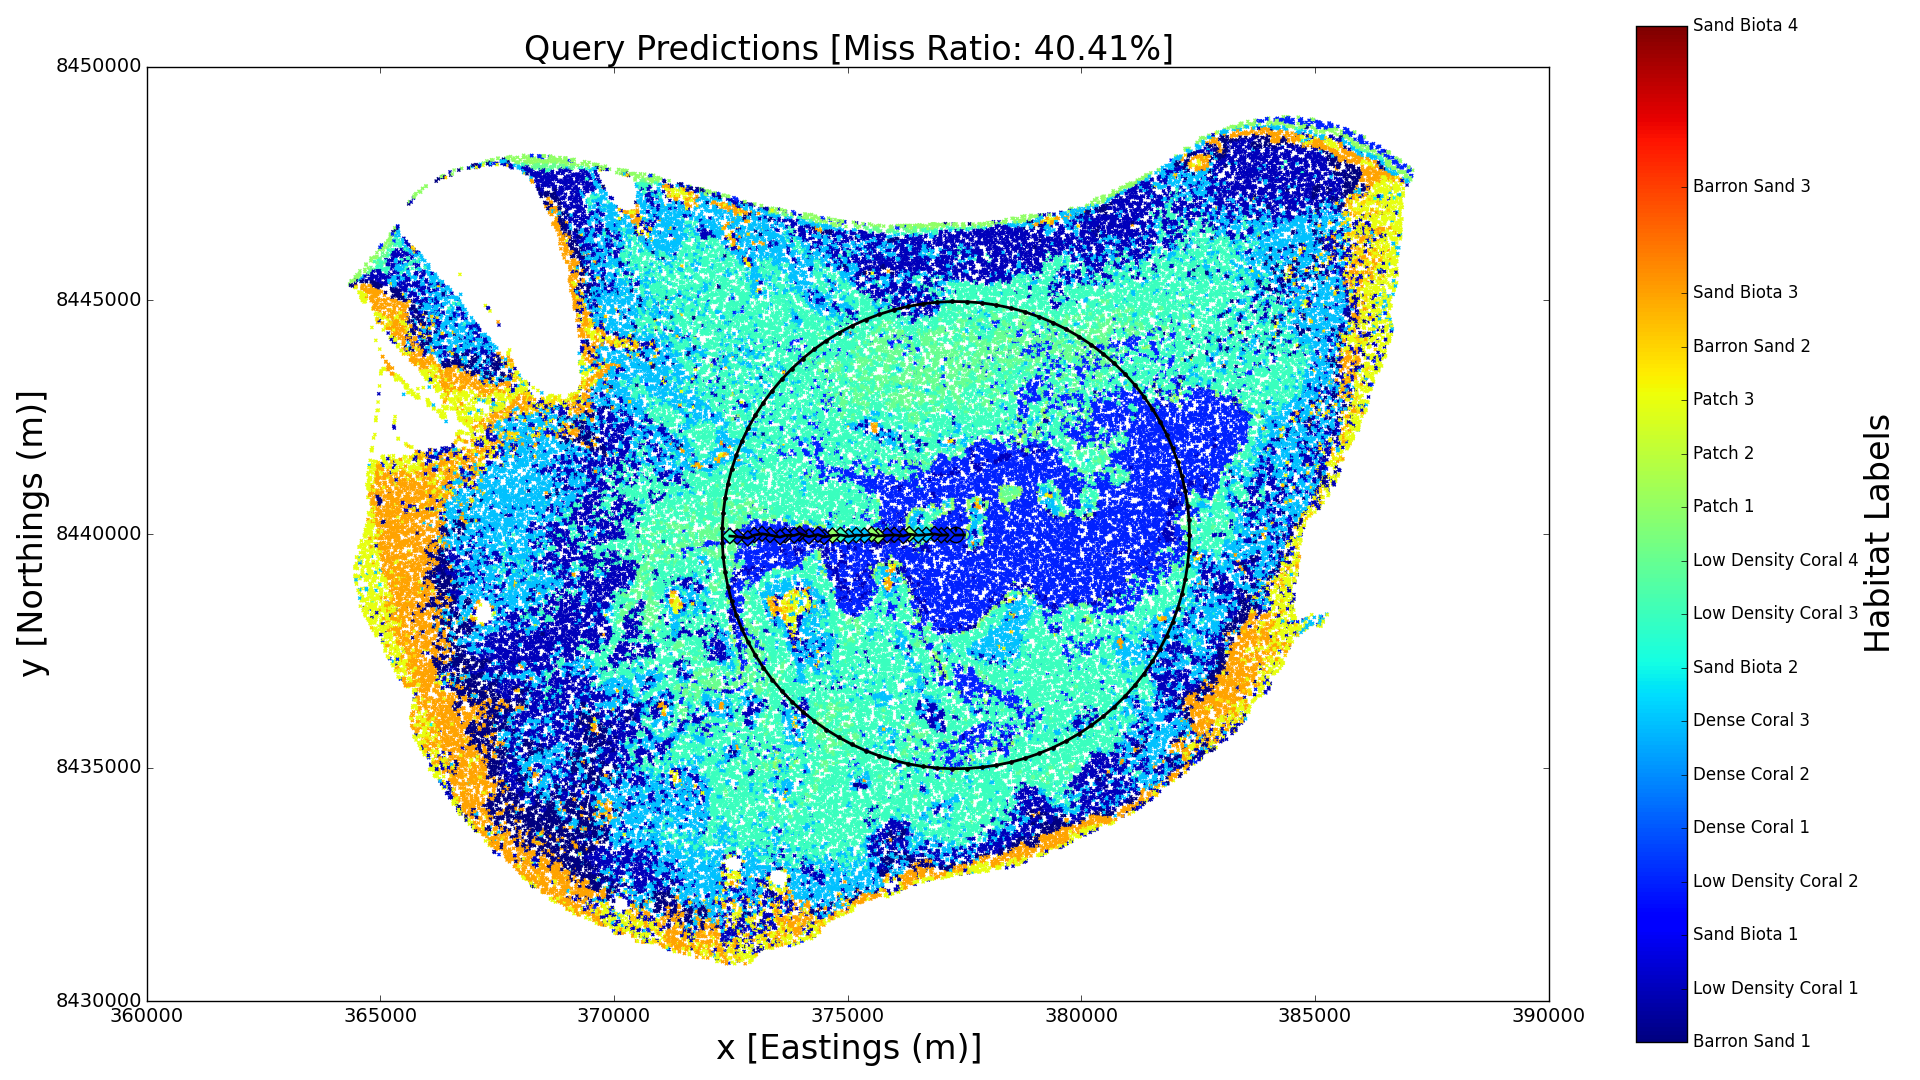 Query Predictions [Miss Ratio: 40.41%]
y [Northings (m)]
8450000
8445000
8440000
8435000
8430000
360000 365000 370000 375000 380000 385000 390000
x [Eastings (m)]
Sand Biota 4
Barron Sand 3
Sand Biota 3
Barron Sand 2
Patch 3
Patch 2
Patch 1
Low Density Coral 4
Low Density Coral 3
Sand Biota 2
Dense Coral 3
Dense Coral 2
Dense Coral 1
Low Density Coral 2
Sand Biota 1
Low Density Coral 1
Barron Sand 1
Habitat Labels